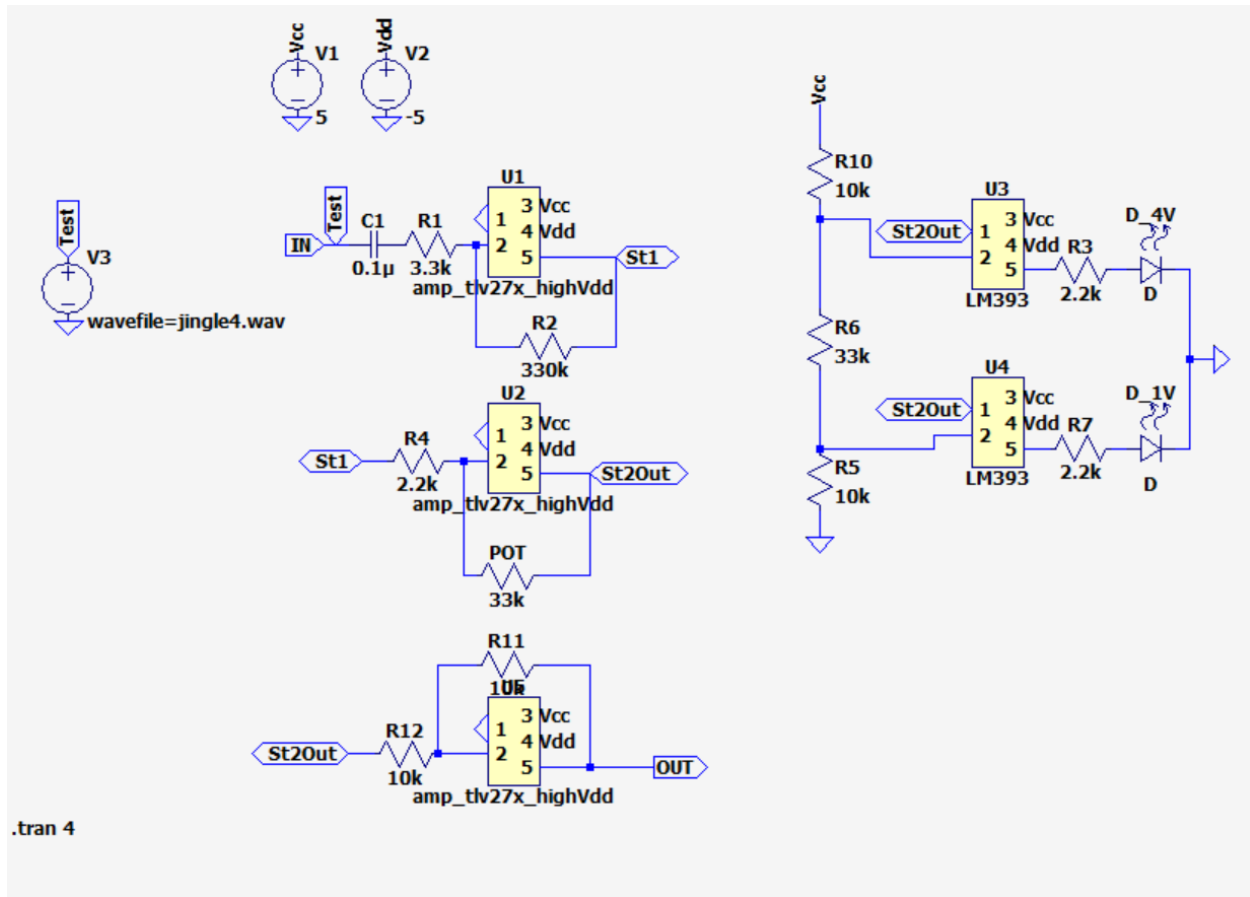 Vcc
V1
5
Vdd
V2
-5
Test
V3
wavefile=jingle4.wav
IN
Test
C1
0.1µ
R1
3.3k
U1
1
2
3
4
5
Vcc
Vdd
amp_tlv27x_highVdd
St1
R2
330k
St1
R4
2.2k
U2
1
2
3
4
5
Vcc
Vdd
amp_tlv27x_highVdd
St2Out
POT
33k
St2Out
R12
10k
R11
10k
U5
1
2
3
4
5
Vcc
Vdd
amp_tlv27x_highVdd
OUT
Vcc
R10
10k
R6
33k
R5
10k
St2Out
U3
1
2
3
4
5
Vcc
Vdd
LM393
R3
2.2k
D_4V
D
St2Out
U4
1
2
3
4
5
Vcc
Vdd
LM393
R7
2.2k
D_1V
D
.tran 4